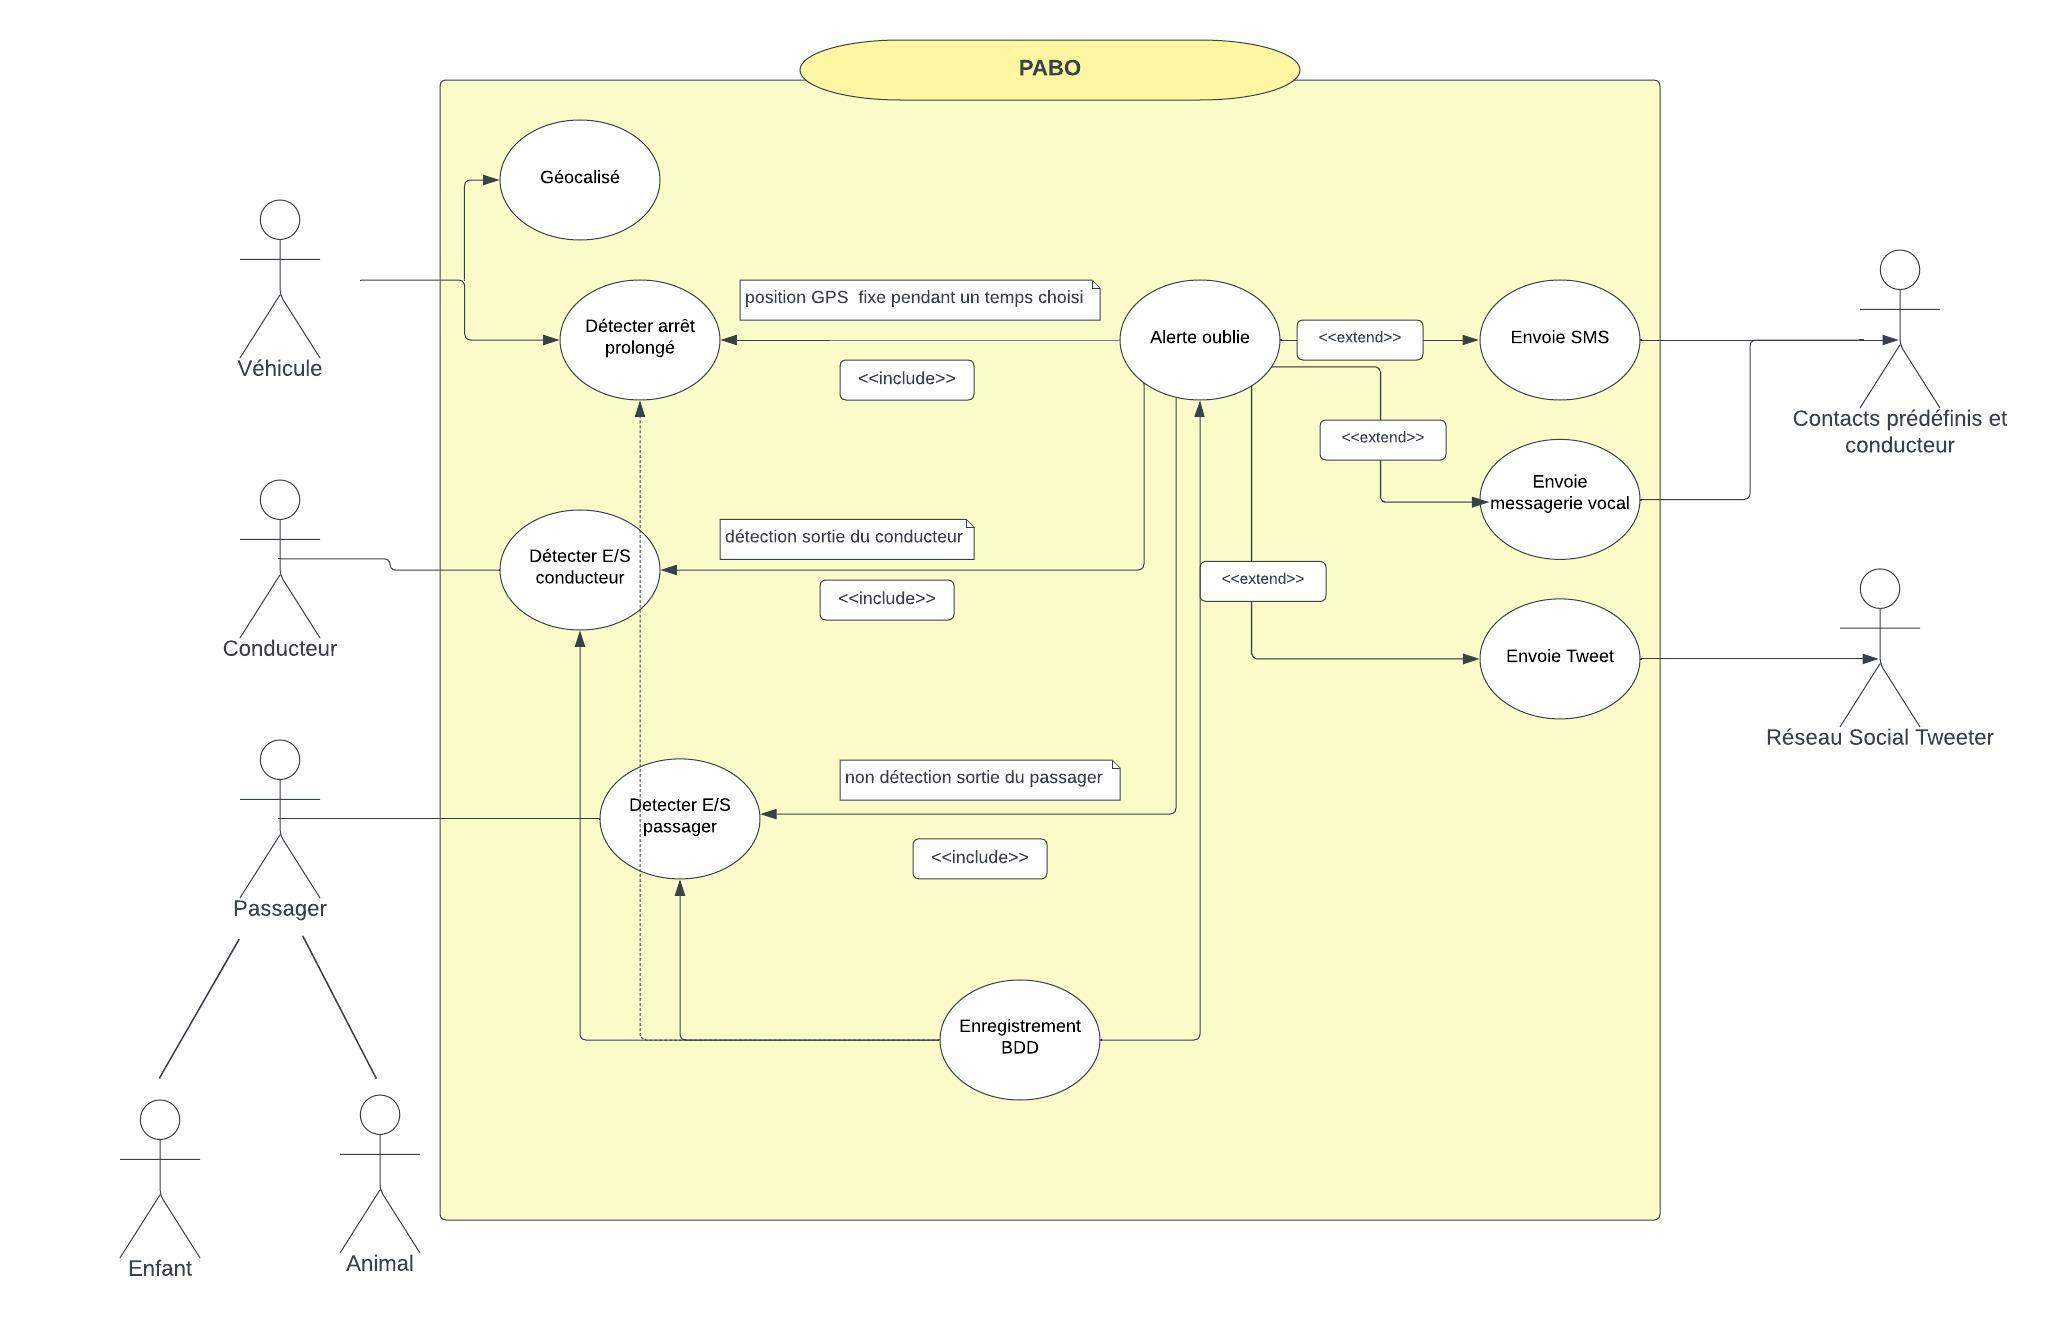 PABO
Géocalisé
Véhicule
position GPS  fixe pendant un temps choisi
Détecter arrêt
prolongé
<<include>>
Alerte oublie
<<extend>>
Envoie SMS
Contacts prédéfinis et
conducteur
<<extend>>
Envoie
messagerie vocal
détection sortie du conducteur
Détecter E/S
conducteur
<<include>>
<<extend>>
Conducteur
Envoie Tweet
Réseau Social Tweeter
non détection sortie du passager
Detecter E/S
passager
<<include>>
Passager
Enregistrement
BDD
Enfant
Animal